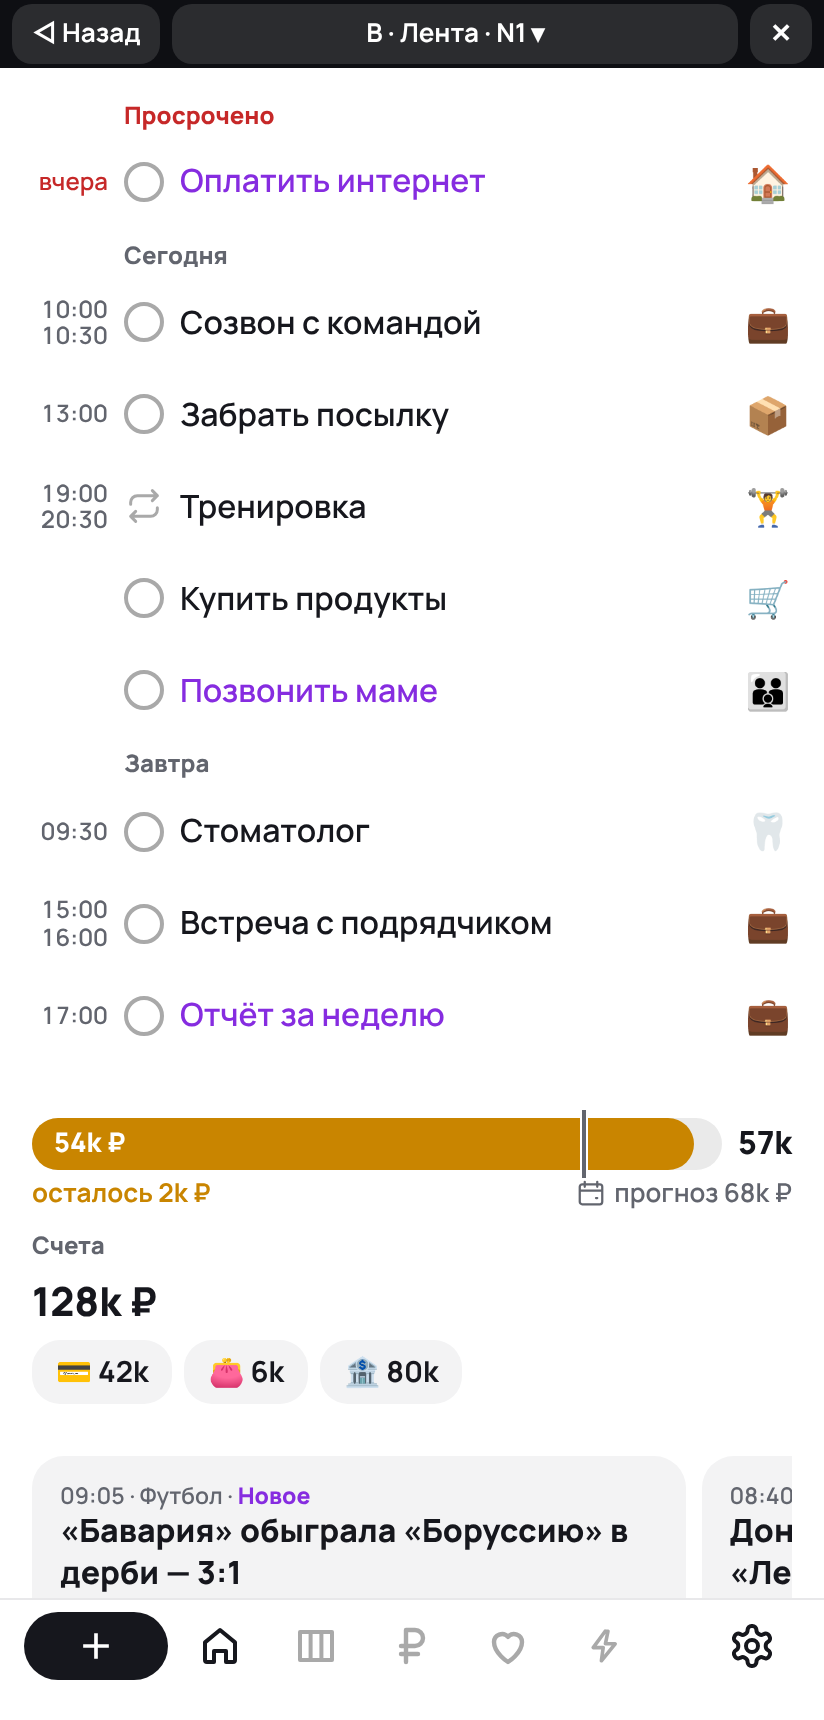 Назад
В · Лента · N1 ▾
×
Просрочено
вчера Оплатить интернет
Сегодня
10:00
10:30
Созвон с командой
13:00 Забрать посылку
19:00
20:30
Тренировка
Купить продукты
Позвонить маме
Завтра
09:30 Стоматолог
15:00
16:00
Встреча с подрядчиком
17:00 Отчёт за неделю
54k ₽ 57k
осталось 2k ₽ прогноз 68k ₽
Счета
128k ₽
42k 6k 80k
09:05 · Футбол · Новое
«Бавария» обыграла «Боруссию» в
дерби — 3:1
08:40
Дон
«Ле
+ ₽